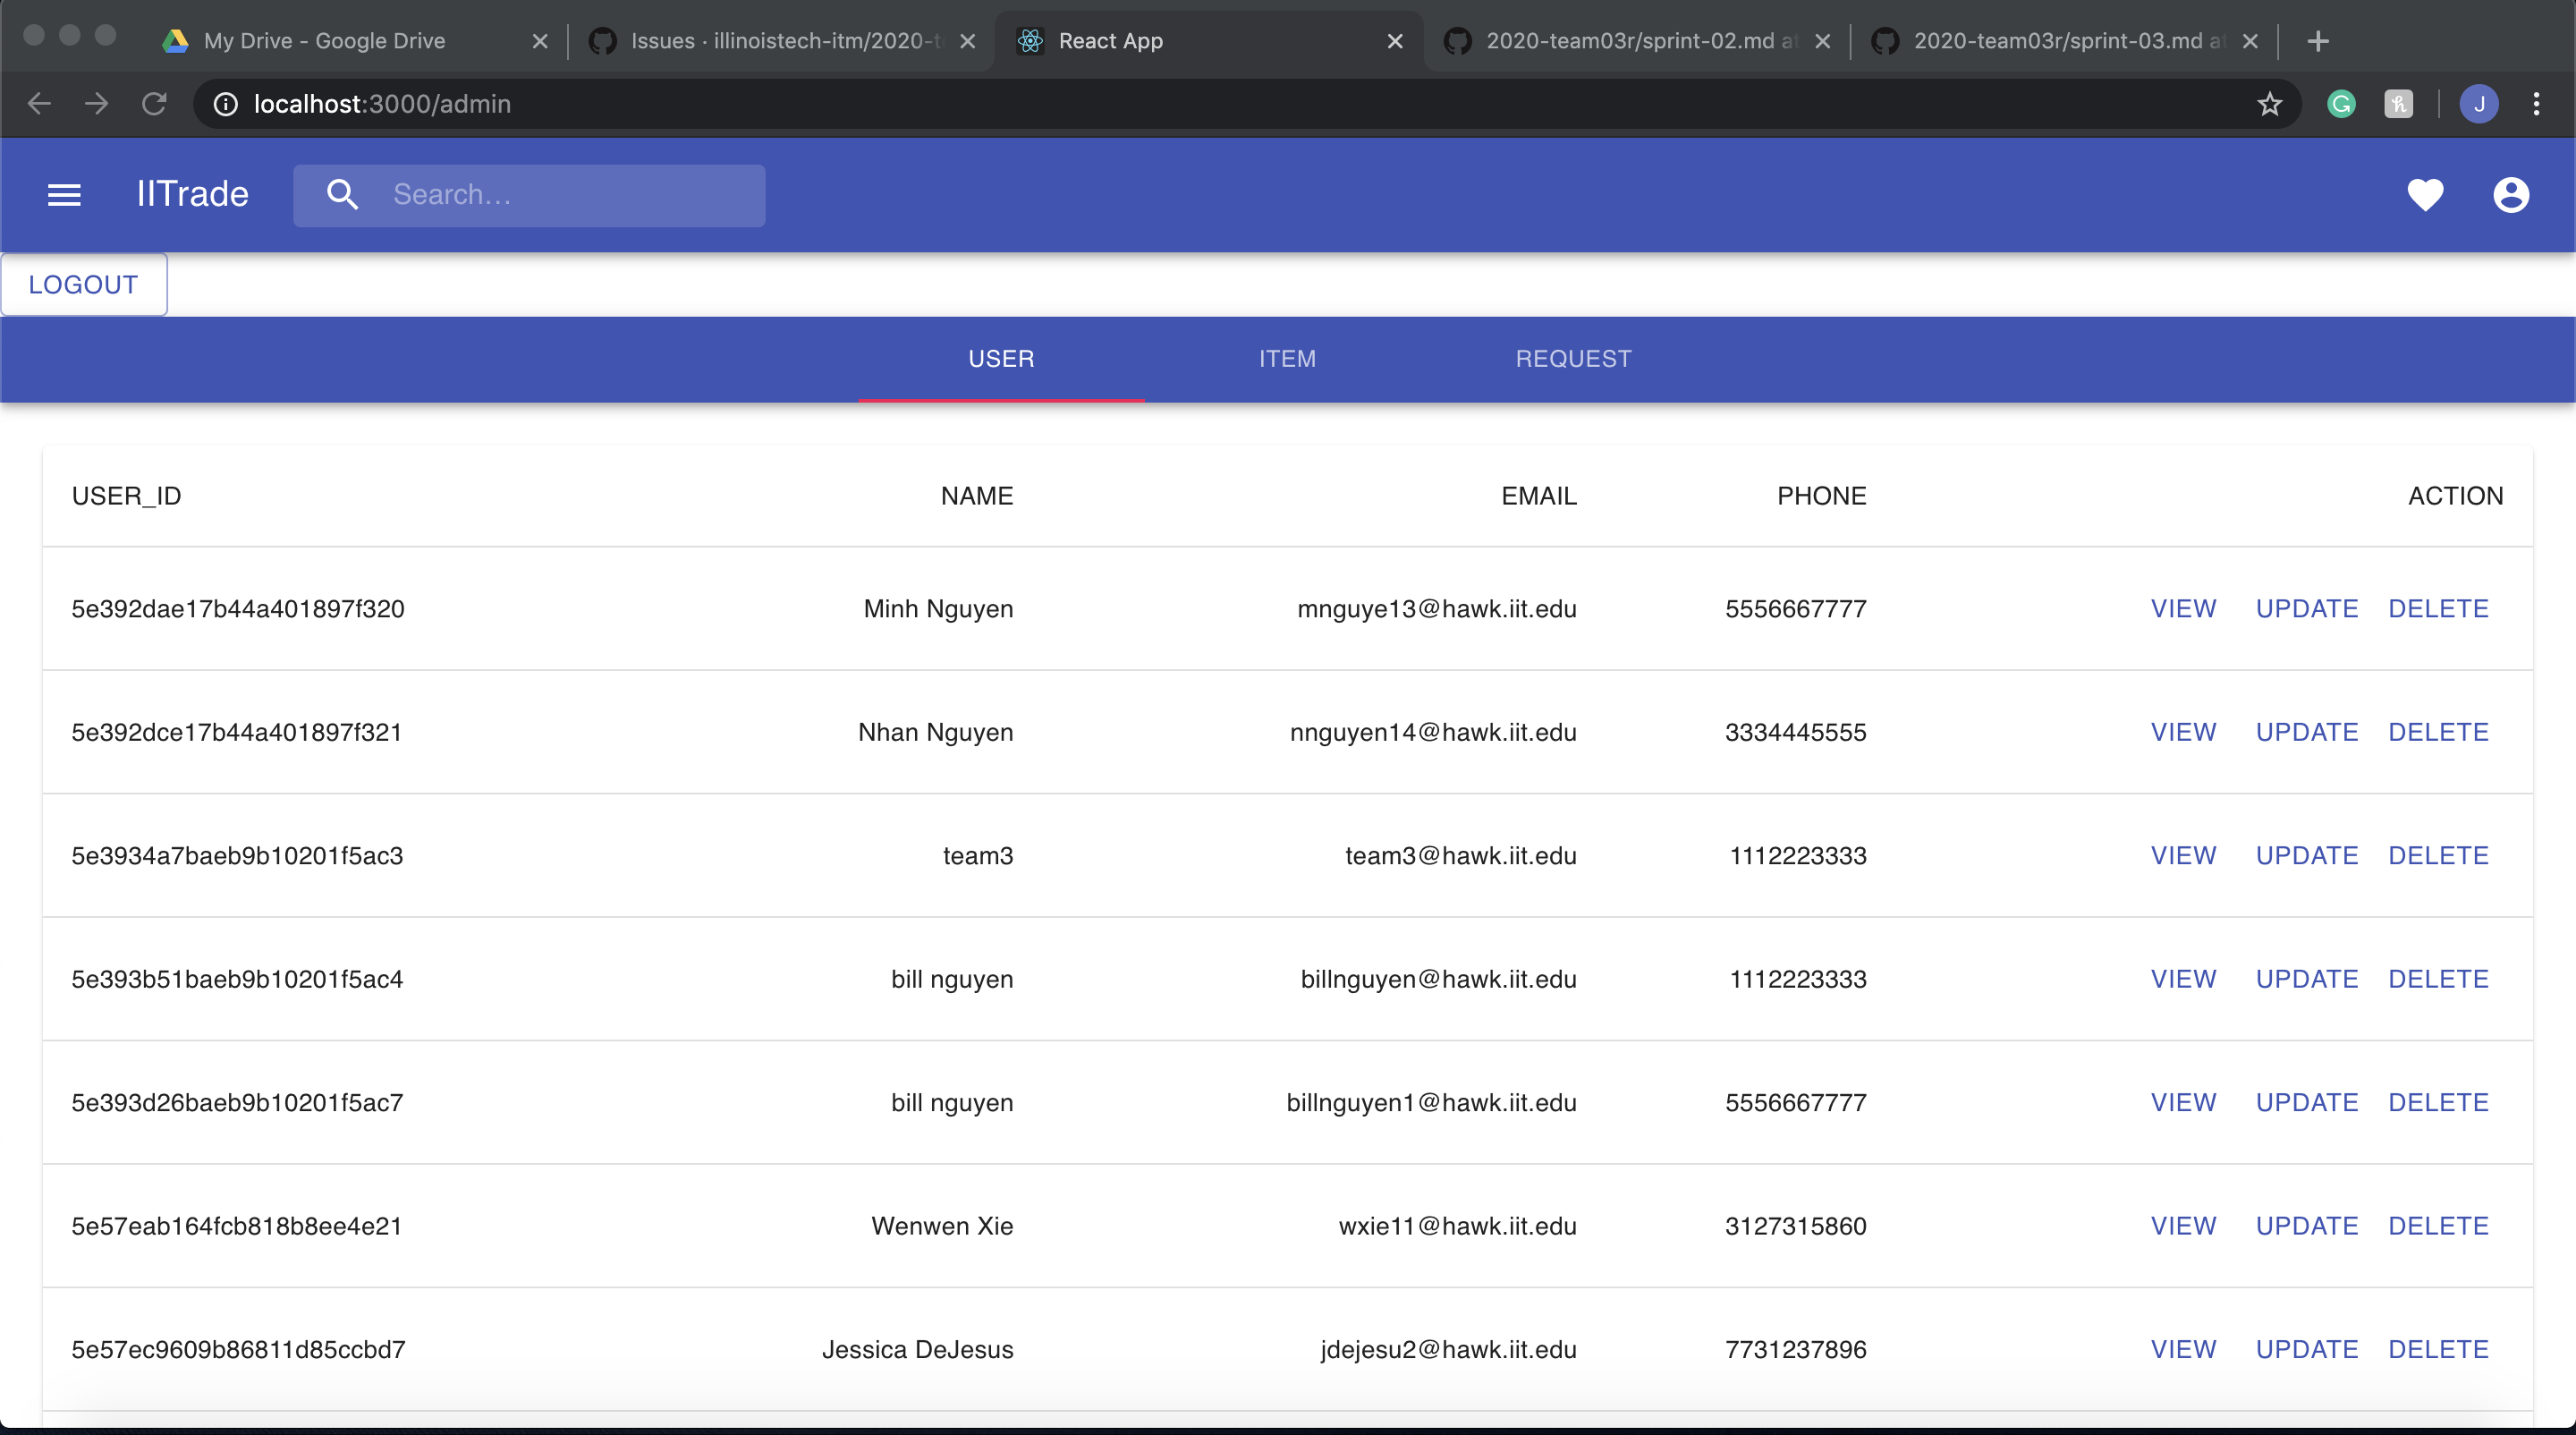 My Drive - Google Drive
Issues · illinoistech-itm/2020-t
React App
2020-team03r/sprint-02.md at
2020-team03r/sprint-03.md at
localhost:3000/admin
J
IITrade
Search...
LOGOUT
USER ITEM REQUEST
USER_ID NAME EMAIL PHONE ACTION
5e392dae17b44a401897f320 Minh Nguyen mnguye13@hawk.iit.edu 5556667777 VIEW UPDATE DELETE
5e392dce17b44a401897f321 Nhan Nguyen nnguyen14@hawk.iit.edu 3334445555 VIEW UPDATE DELETE
5e3934a7baeb9b10201f5ac3 team3 team3@hawk.iit.edu 1112223333 VIEW UPDATE DELETE
5e393b51baeb9b10201f5ac4 bill nguyen billnguyen@hawk.iit.edu 1112223333 VIEW UPDATE DELETE
5e393d26baeb9b10201f5ac7 bill nguyen billnguyen1@hawk.iit.edu 5556667777 VIEW UPDATE DELETE
5e57eab164fcb818b8ee4e21 Wenwen Xie wxie11@hawk.iit.edu 3127315860 VIEW UPDATE DELETE
5e57ec9609b86811d85ccbd7 Jessica DeJesus jdejesu2@hawk.iit.edu 7731237896 VIEW UPDATE DELETE